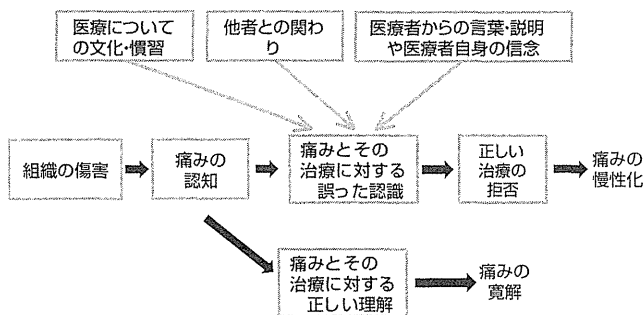 医療について
の文化・慣習
他者との関わ
り
医療者からの言葉・説明
や医療者自身の信念
組織の傷害
痛みの
認知
痛みとその
治療に対する
誤った認識
正しい
治療の
拒否
痛みの
慢性化
痛みとその
治療に対する
正しい理解
痛みの
寛解